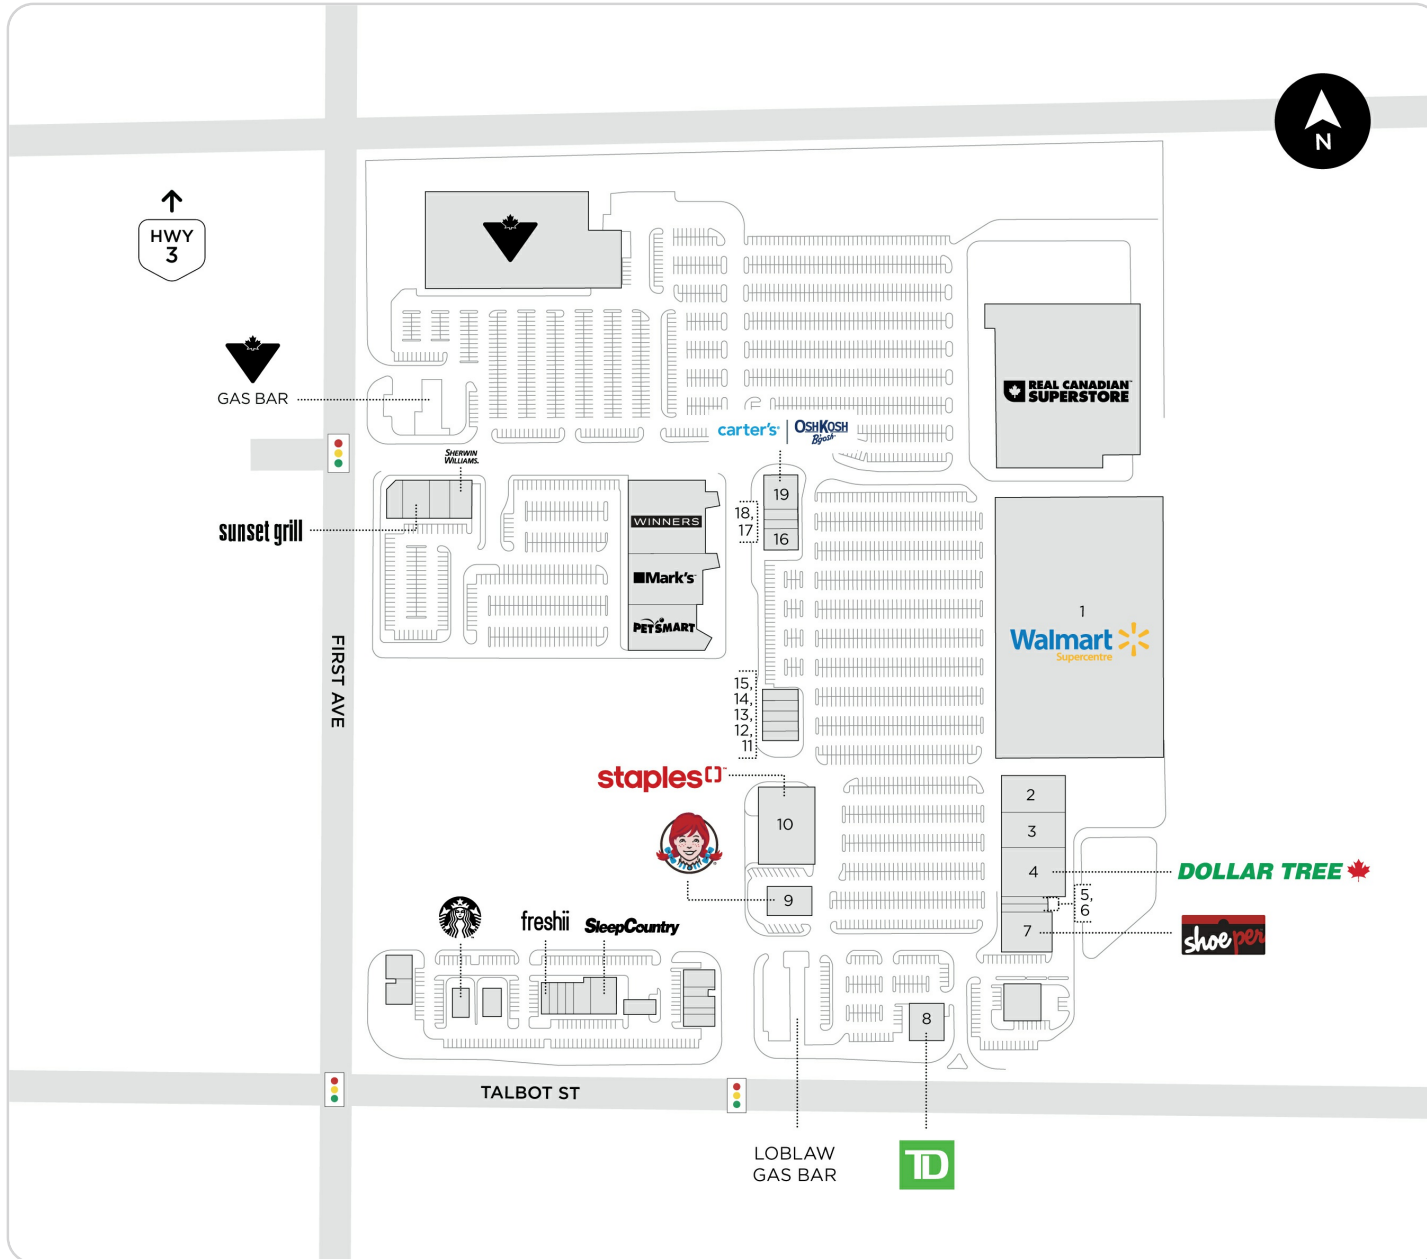 N
HWY
3
GAS BAR
REAL CANADIAN
SUPERSTORE
carter's | OSHKOSH
B'gosh
SHERWIN
WILLIAMS.
sunset grill
WINNERS
Mark's
PETSMART
19
18,
17
16
1
Walmart
Supercentre
FIRST AVE
15,
14,
13,
12,
11
staples
10
9
2
3
4
DOLLAR TREE
5,
6
7
shoe per
freshii
SleepCountry
8
TALBOT ST
LOBLAW
GAS BAR
TD